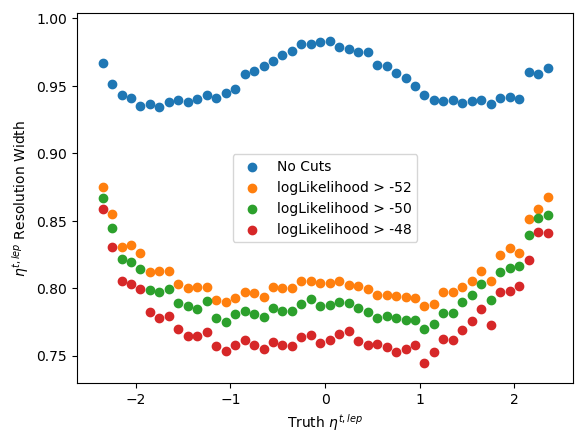 1.00
0.95
0.90
0.85
0.80
0.75
η^{t, lep} Resolution Width
No Cuts
logLikelihood > -52
logLikelihood > -50
logLikelihood > -48
−2 −1 0 1 2
Truth η^{t, lep}